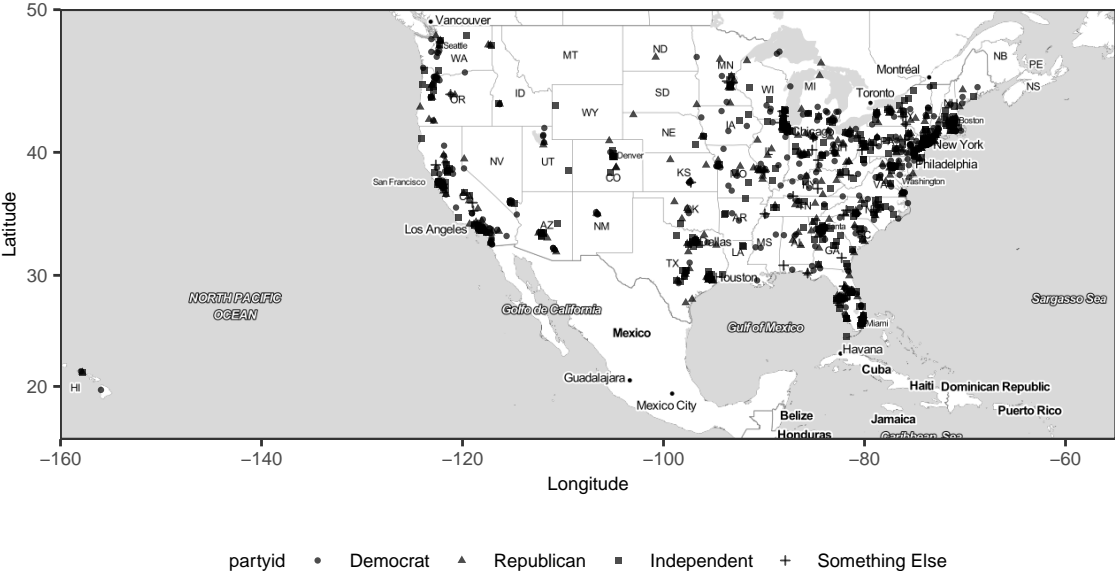 50
40
30
20
Latitude
Vancouver
Seattle
WA
MT
ND
MN
Montréal
NB
PE
NS
Toronto
OR
ID
WY
SD
WI
MI
IA
Chicago
Boston
New York
Philadelphia
Washington
NV
UT
Denver
CO
NE
KS
San Francisco
Los Angeles
AZ
NM
AR
VA
Dallas
LA
MS
GA
TX
Houston
NORTH PACIFIC
OCEAN
Golfo de California
Mexico
Gulf of Mexico
Sargasso Sea
Miami
Havana
Cuba
HI
Guadalajara
Mexico City
Haiti
Dominican Republic
Puerto Rico
Belize
Jamaica
Honduras
Caribbean Sea
−160
−140
−120
−100
−80
−60
Longitude
partyid Democrat Republican Independent Something Else